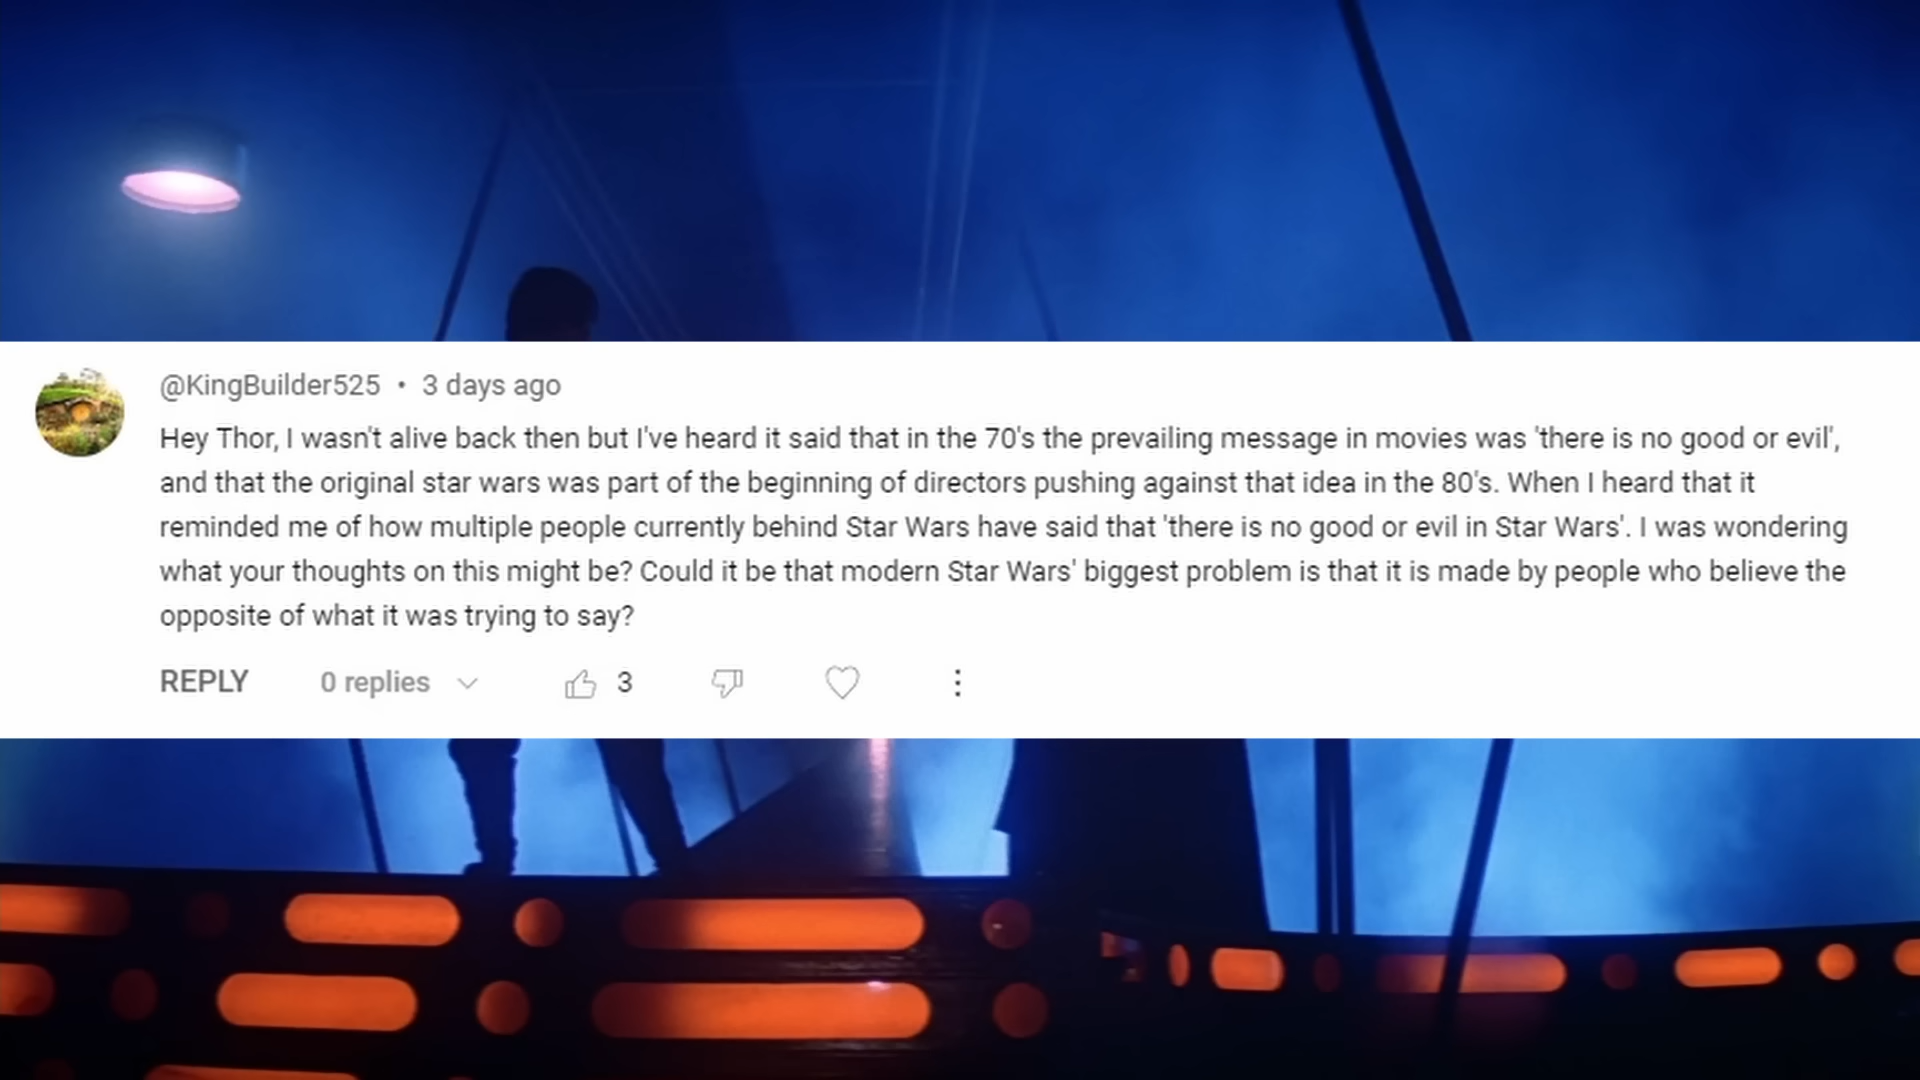 @KingBuilder525 • 3 days ago
Hey Thor, I wasn't alive back then but I've heard it said that in the 70's the prevailing message in movies was 'there is no good or evil',
and that the original star wars was part of the beginning of directors pushing against that idea in the 80's. When I heard that it
reminded me of how multiple people currently behind Star Wars have said that 'there is no good or evil in Star Wars'. I was wondering
what your thoughts on this might be? Could it be that modern Star Wars' biggest problem is that it is made by people who believe the
opposite of what it was trying to say?
REPLY 0 replies 3